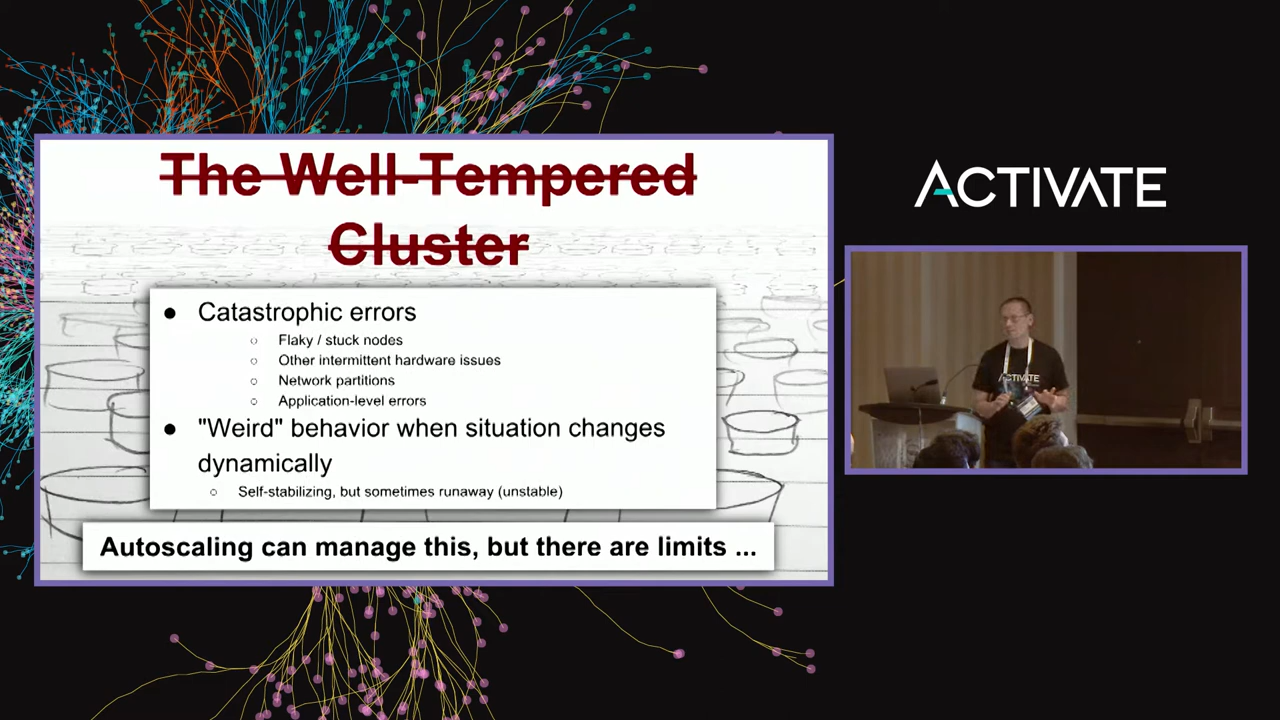 The Well-Tempered
Cluster
● Catastrophic errors
○ Flaky / stuck nodes
○ Other intermittent hardware issues
○ Network partitions
○ Application-level errors
● "Weird" behavior when situation changes
dynamically
○ Self-stabilizing, but sometimes runaway (unstable)
Autoscaling can manage this, but there are limits ...
ACTIVATE
ACTIVATE